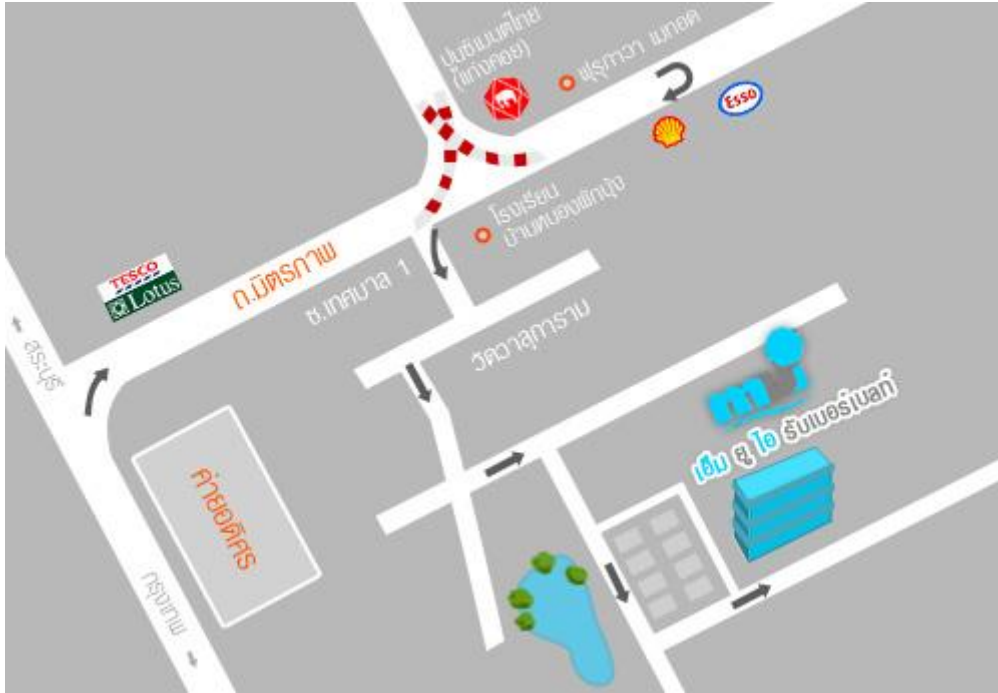 ปูนซิเมนต์ไทย
(แก่งคอย)
ฟุรุกาวา เมททอล
Esso
โรงเรียน
บ้านหนองผักบุ้ง
TESCO
Lotus
ถ.มิตรภาพ
ซ.เทศบาล 1
วัดวาสุการาม
สระบุรี
mui
เอ็ม ยู ไอ รับเบอร์เบลท์
ค่ายอดิศร
กรุงเทพ